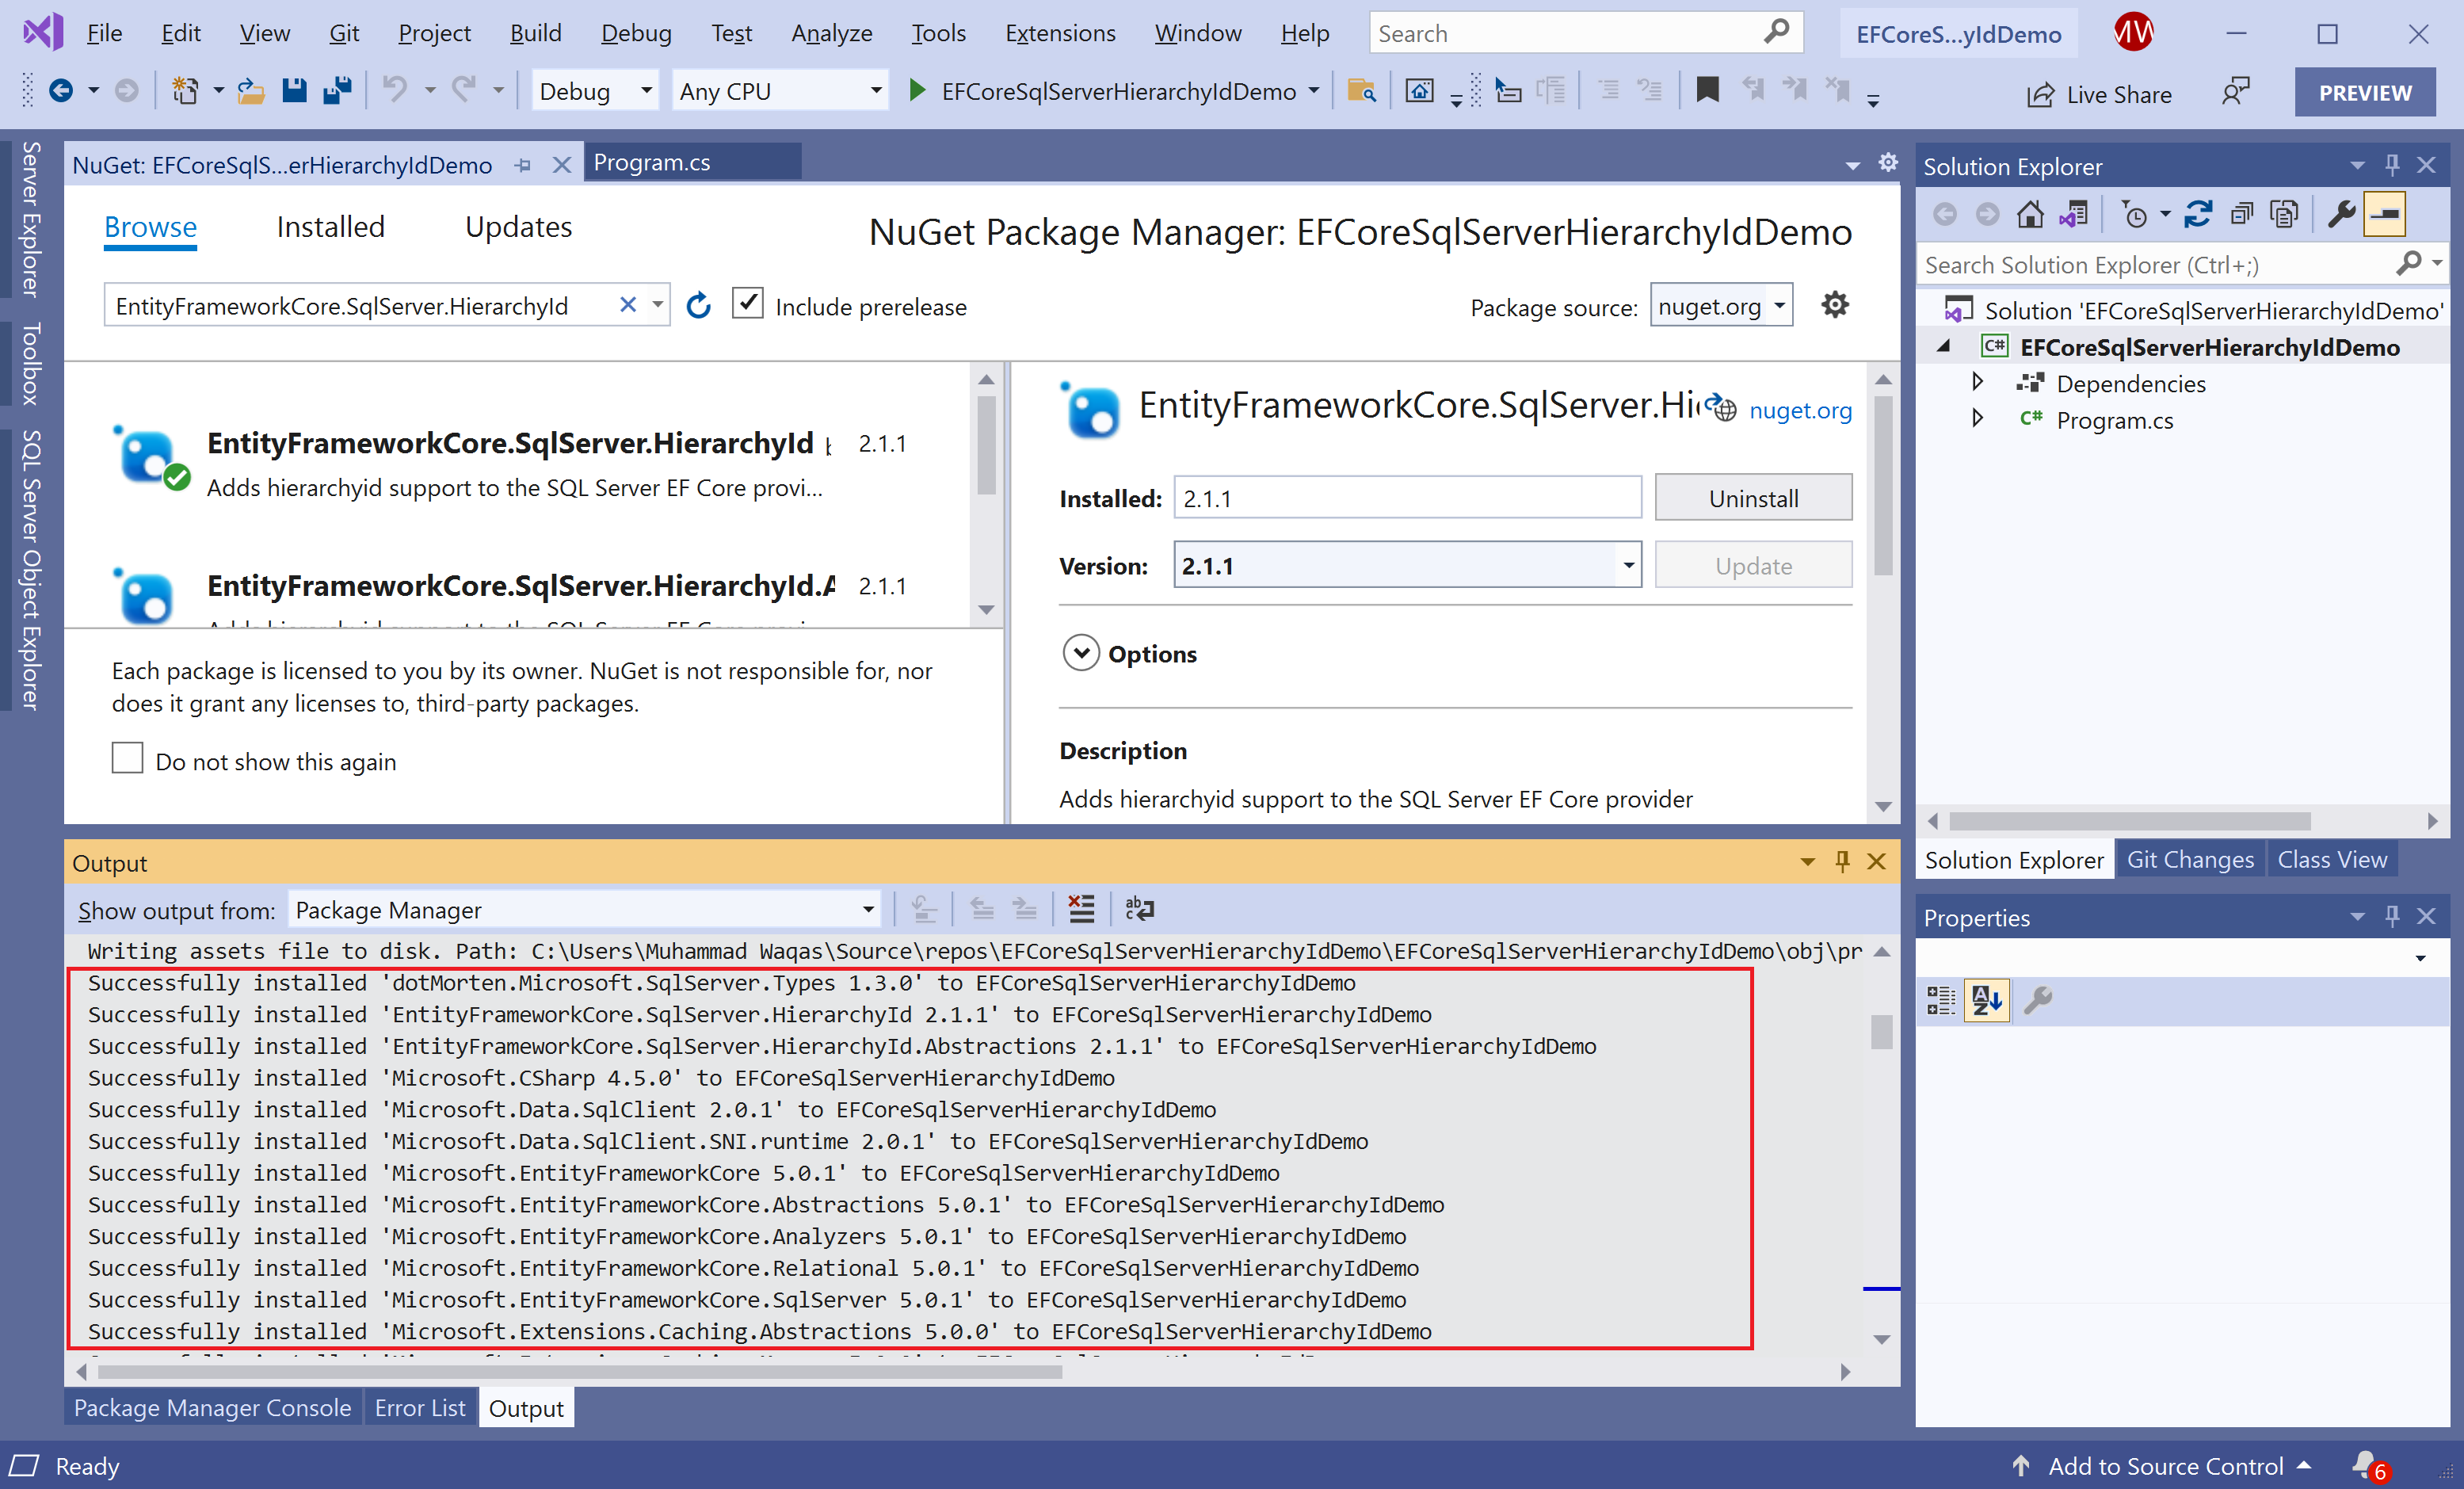 File Edit View Git Project Build Debug Test Analyze Tools Extensions Window Help Search EFCoreS...yIdDemo MW
Debug Any CPU EFCoreSqlServerHierarchyIdDemo Live Share PREVIEW
Server Explorer
Toolbox
SQL Server Object Explorer
NuGet: EFCoreSqlS...erHierarchyIdDemo Program.cs
Browse Installed Updates NuGet Package Manager: EFCoreSqlServerHierarchyIdDemo
EntityFrameworkCore.SqlServer.HierarchyId Include prerelease Package source: nuget.org
EntityFrameworkCore.SqlServer.HierarchyId 2.1.1
Adds hierarchyid support to the SQL Server EF Core provi...
EntityFrameworkCore.SqlServer.HierarchyId.A 2.1.1
Each package is licensed to you by its owner. NuGet is not responsible for, nor
does it grant any licenses to, third-party packages.
Do not show this again
EntityFrameworkCore.SqlServer.Hi nuget.org
Installed: 2.1.1 Uninstall
Version: 2.1.1 Update
Options
Description
Adds hierarchyid support to the SQL Server EF Core provider
Output
Show output from: Package Manager
Writing assets file to disk. Path: C:\Users\Muhammad Waqas\Source\repos\EFCoreSqlServerHierarchyIdDemo\EFCoreSqlServerHierarchyIdDemo\obj\pr
Successfully installed 'dotMorten.Microsoft.SqlServer.Types 1.3.0' to EFCoreSqlServerHierarchyIdDemo
Successfully installed 'EntityFrameworkCore.SqlServer.HierarchyId 2.1.1' to EFCoreSqlServerHierarchyIdDemo
Successfully installed 'EntityFrameworkCore.SqlServer.HierarchyId.Abstractions 2.1.1' to EFCoreSqlServerHierarchyIdDemo
Successfully installed 'Microsoft.CSharp 4.5.0' to EFCoreSqlServerHierarchyIdDemo
Successfully installed 'Microsoft.Data.SqlClient 2.0.1' to EFCoreSqlServerHierarchyIdDemo
Successfully installed 'Microsoft.Data.SqlClient.SNI.runtime 2.0.1' to EFCoreSqlServerHierarchyIdDemo
Successfully installed 'Microsoft.EntityFrameworkCore 5.0.1' to EFCoreSqlServerHierarchyIdDemo
Successfully installed 'Microsoft.EntityFrameworkCore.Abstractions 5.0.1' to EFCoreSqlServerHierarchyIdDemo
Successfully installed 'Microsoft.EntityFrameworkCore.Analyzers 5.0.1' to EFCoreSqlServerHierarchyIdDemo
Successfully installed 'Microsoft.EntityFrameworkCore.Relational 5.0.1' to EFCoreSqlServerHierarchyIdDemo
Successfully installed 'Microsoft.EntityFrameworkCore.SqlServer 5.0.1' to EFCoreSqlServerHierarchyIdDemo
Successfully installed 'Microsoft.Extensions.Caching.Abstractions 5.0.0' to EFCoreSqlServerHierarchyIdDemo
Package Manager Console Error List Output
Solution Explorer
Search Solution Explorer (Ctrl+;)
Solution 'EFCoreSqlServerHierarchyIdDemo'
C# EFCoreSqlServerHierarchyIdDemo
Dependencies
C# Program.cs
Solution Explorer Git Changes Class View
Properties
Ready Add to Source Control 6